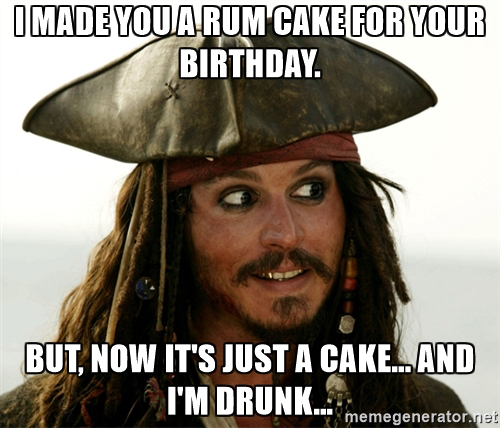 I MADE YOU A RUM CAKE FOR YOUR
BIRTHDAY.
BUT, NOW IT'S JUST A CAKE... AND
I'M DRUNK...
memegenerator.net